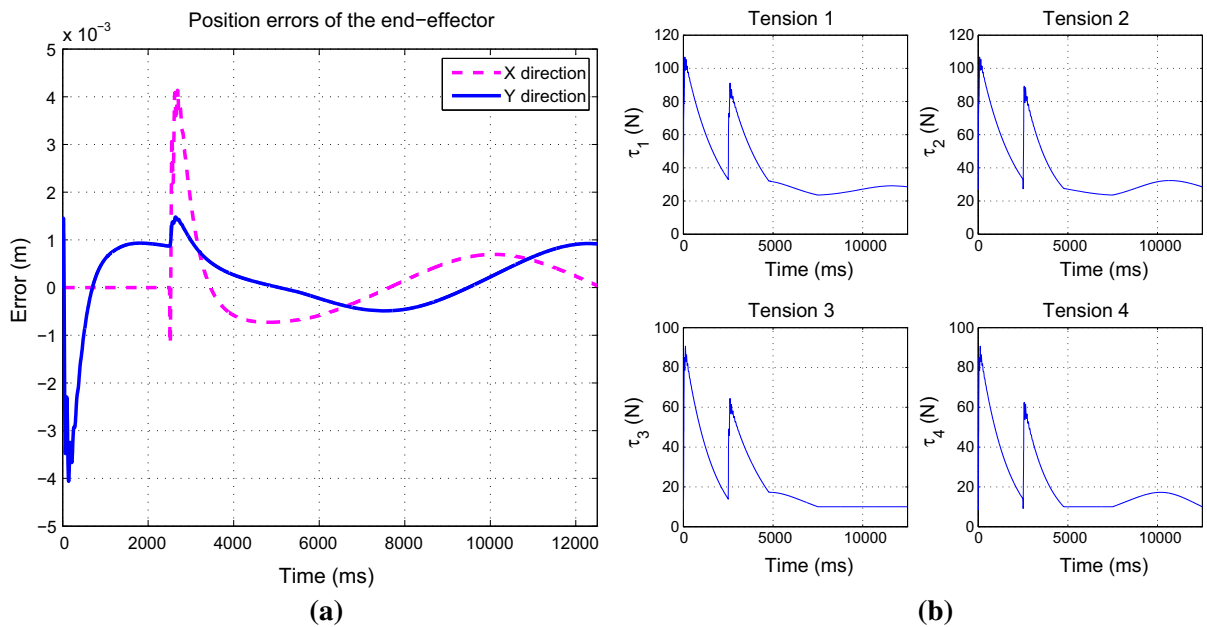 Position errors of the end−effector
x 10⁻³
5
4
3
2
1
0
−1
−2
−3
−4
−5
Error (m)
X direction
Y direction
0 2000 4000 6000 8000 10000 12000
Time (ms)
(a)
Tension 1
120
100
80
60
40
20
0
τ₁ (N)
0 5000 10000
Time (ms)
Tension 2
120
100
80
60
40
20
0
τ₂ (N)
0 5000 10000
Time (ms)
Tension 3
100
80
60
40
20
0
τ₃ (N)
0 5000 10000
Time (ms)
Tension 4
100
80
60
40
20
0
τ₄ (N)
0 5000 10000
Time (ms)
(b)